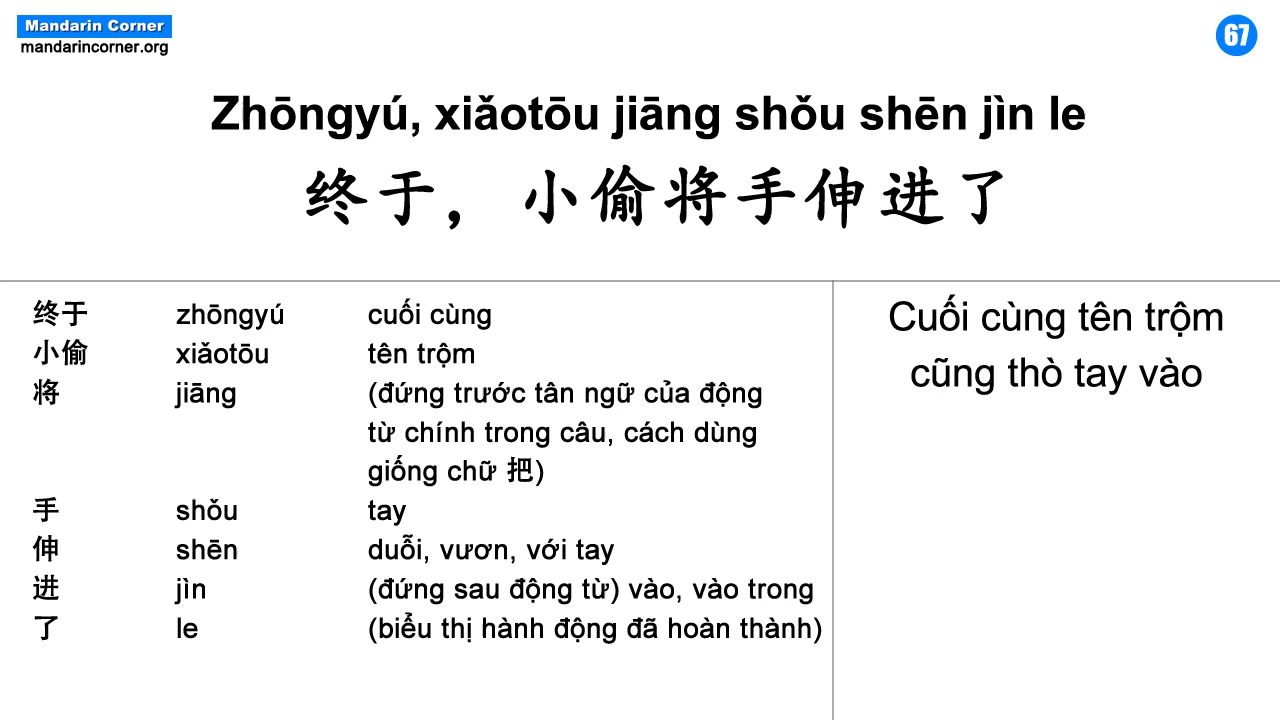 Mandarin Corner
mandarincorner.org
67
Zhōngyú, xiǎotōu jiāng shǒu shēn jìn le
终于，小偷将手伸进了
终于 zhōngyú cuối cùng
小偷 xiǎotōu tên trộm
将 jiāng (đứng trước tân ngữ của động
từ chính trong câu, cách dùng
giống chữ 把)
手 shǒu tay
伸 shēn duỗi, vươn, với tay
进 jìn (đứng sau động từ) vào, vào trong
了 le (biểu thị hành động đã hoàn thành)
Cuối cùng tên trộm
cũng thò tay vào